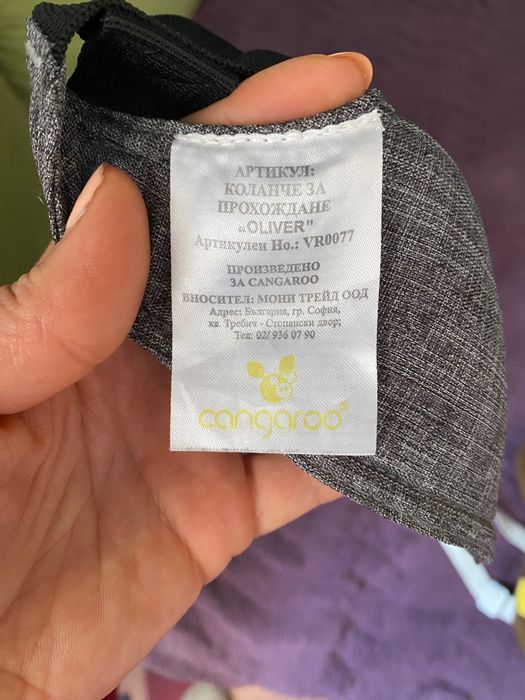 АРТИКУЛ:
КОЛАНЧЕ ЗА
ПРОХОЖДАНЕ
„OLIVER"
Артикулен Но.: VR0077
ПРОИЗВЕДЕНО
ЗА CANGAROO
ВНОСИТЕЛ: МОНИ ТРЕЙД ООД
Адрес: България, гр. София,
кв. Требич - Стопански двор;
Тел: 02/ 936 07 90
cangaroo®